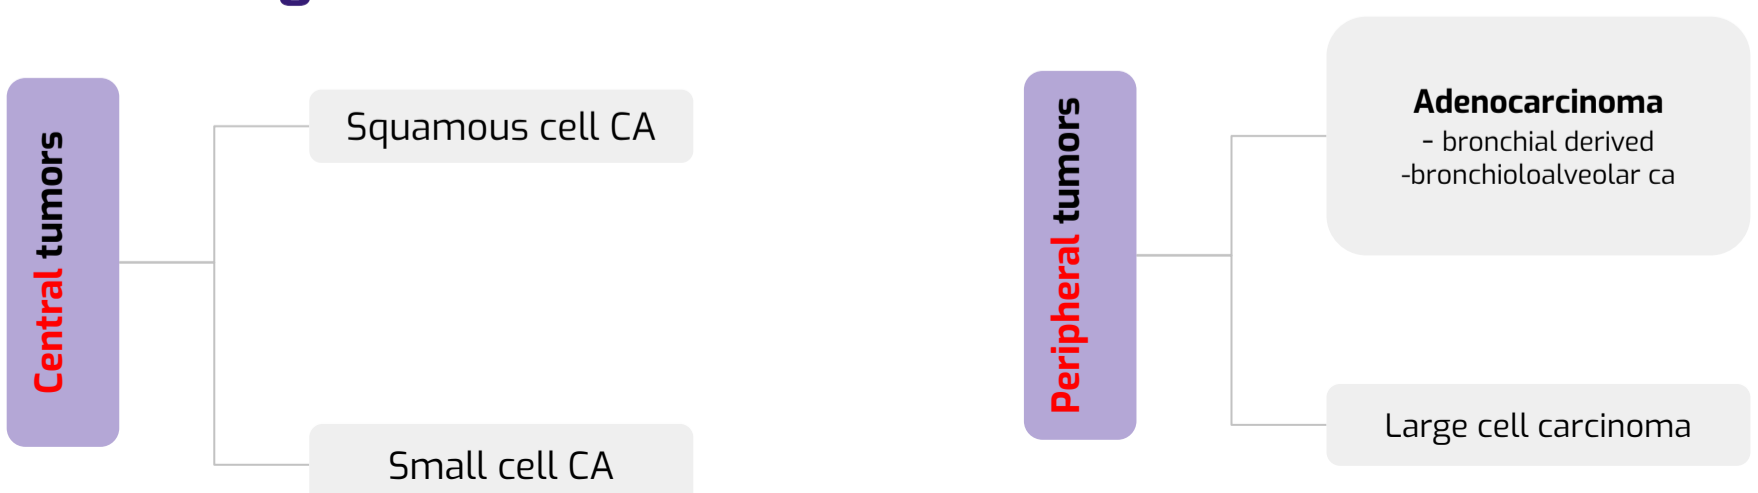 Central tumors
Squamous cell CA
Small cell CA
Peripheral tumors
Adenocarcinoma
- bronchial derived
-bronchioloalveolar ca
Large cell carcinoma